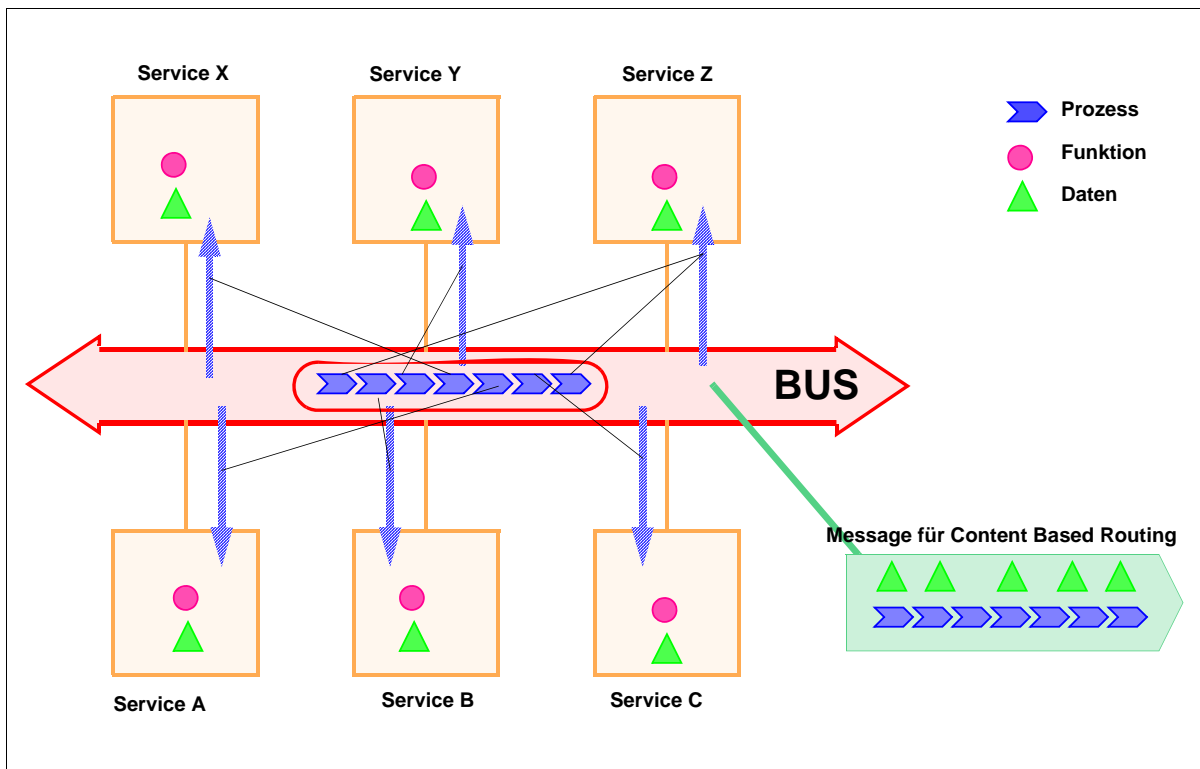 Service X
Service Y
Service Z
Prozess
Funktion
Daten
BUS
Message für Content Based Routing
Service A
Service B
Service C